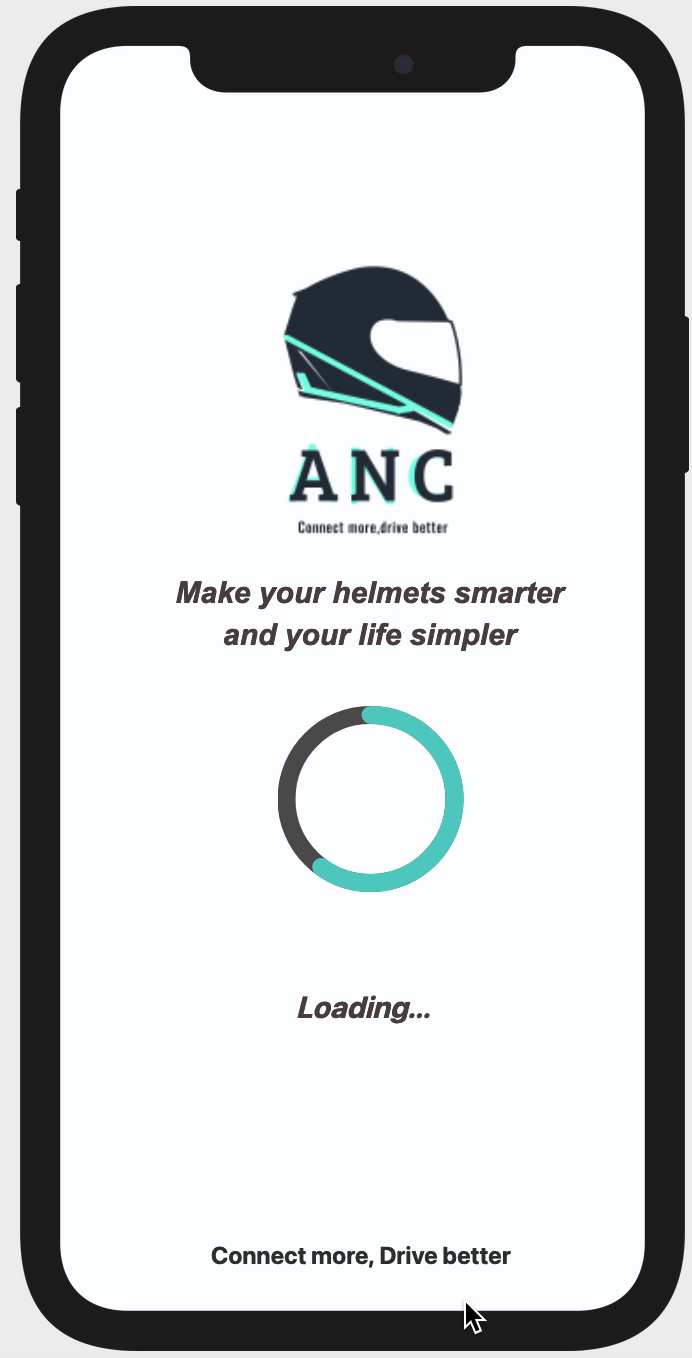 ANC
Connect more,drive better
Make your helmets smarter
and your life simpler
Loading...
Connect more, Drive better